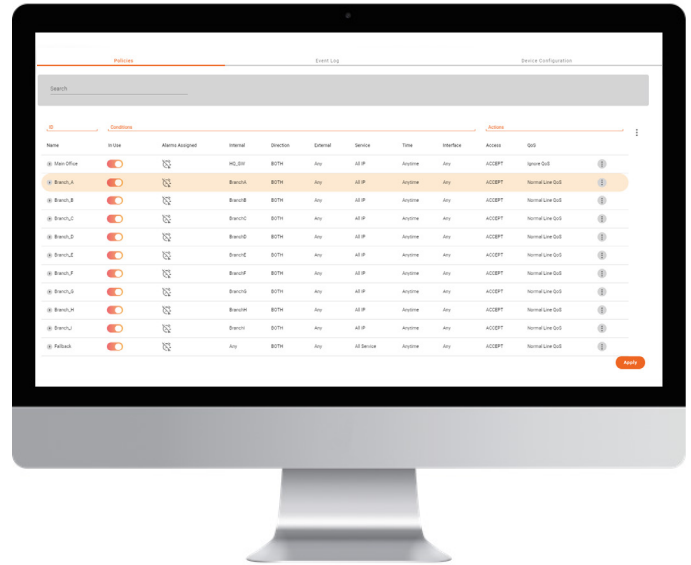 Policies Event Log Device Configuration
Search
ID Conditions Actions
Name In Use Alarms Assigned Internal Direction External Service Time Interface Access QoS
Main Office HQ_GW BOTH Any All IP Anytime Any ACCEPT Ignore QoS
Branch_A BranchA BOTH Any All IP Anytime Any ACCEPT Normal Line QoS
Branch_B BranchB BOTH Any All IP Anytime Any ACCEPT Normal Line QoS
Branch_C BranchC BOTH Any All IP Anytime Any ACCEPT Normal Line QoS
Branch_D BranchD BOTH Any All IP Anytime Any ACCEPT Normal Line QoS
Branch_E BranchE BOTH Any All IP Anytime Any ACCEPT Normal Line QoS
Branch_F BranchF BOTH Any All IP Anytime Any ACCEPT Normal Line QoS
Branch_G BranchG BOTH Any All IP Anytime Any ACCEPT Normal Line QoS
Branch_H BranchH BOTH Any All IP Anytime Any ACCEPT Normal Line QoS
Branch_I BOTH Any All IP Anytime Any ACCEPT Normal Line QoS
Fallback Any BOTH Any All Service Anytime Any ACCEPT Normal Line QoS
Apply